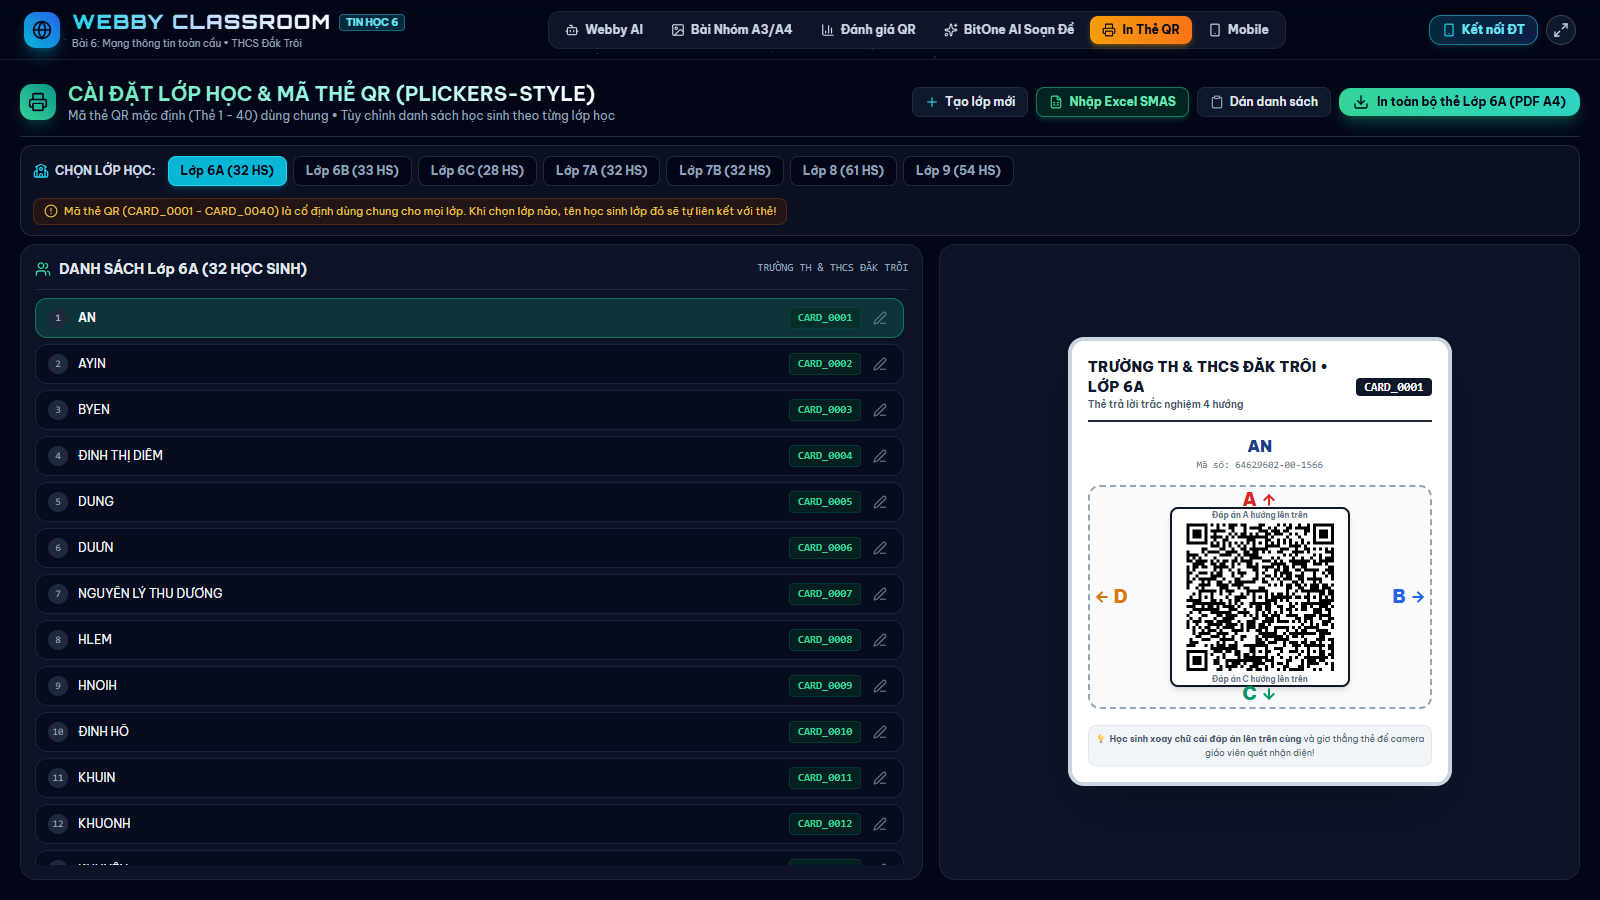 WEBBY CLASSROOM TIN HỌC 6
Bài 6: Mạng thông tin toàn cầu • THCS Đắk Trôi
Webby AI
Bài Nhóm A3/A4
Đánh giá QR
BitOne AI Soạn Đề
In Thẻ QR
Mobile
Kết nối ĐT
CÀI ĐẶT LỚP HỌC & MÃ THẺ QR (PLICKERS-STYLE)
Mã thẻ QR mặc định (Thẻ 1 - 40) dùng chung • Tùy chỉnh danh sách học sinh theo từng lớp học
Tạo lớp mới
Nhập Excel SMAS
Dán danh sách
In toàn bộ thẻ Lớp 6A (PDF A4)
CHỌN LỚP HỌC:
Lớp 6A (32 HS)
Lớp 6B (33 HS)
Lớp 6C (28 HS)
Lớp 7A (32 HS)
Lớp 7B (32 HS)
Lớp 8 (61 HS)
Lớp 9 (54 HS)
Mã thẻ QR (CARD_0001 - CARD_0040) là cố định dùng chung cho mọi lớp. Khi chọn lớp nào, tên học sinh lớp đó sẽ tự liên kết với thẻ!
DANH SÁCH Lớp 6A (32 HỌC SINH)
TRƯỜNG TH & THCS ĐĂK TRÔI
1 AN CARD_0001
2 AYIN CARD_0002
3 BYEN CARD_0003
4 ĐINH THỊ DIỄM CARD_0004
5 DUNG CARD_0005
6 DUƯN CARD_0006
7 NGUYỄN LÝ THU DƯƠNG CARD_0007
8 HLEM CARD_0008
9 HNOIH CARD_0009
10 ĐINH HỒ CARD_0010
11 KHUIN CARD_0011
12 KHUONH CARD_0012
TRƯỜNG TH & THCS ĐĂK TRÔI •
LỚP 6A
CARD_0001
Thẻ trả lời trắc nghiệm 4 hướng
AN
Mã số: 64629602-00-1566
A ↑
Đáp án A hướng lên trên
← D
B →
Đáp án C hướng lên trên
C ↓
💡 Học sinh xoay chữ cái đáp án lên trên cùng và giơ thẳng thẻ để camera
giáo viên quét nhận diện!